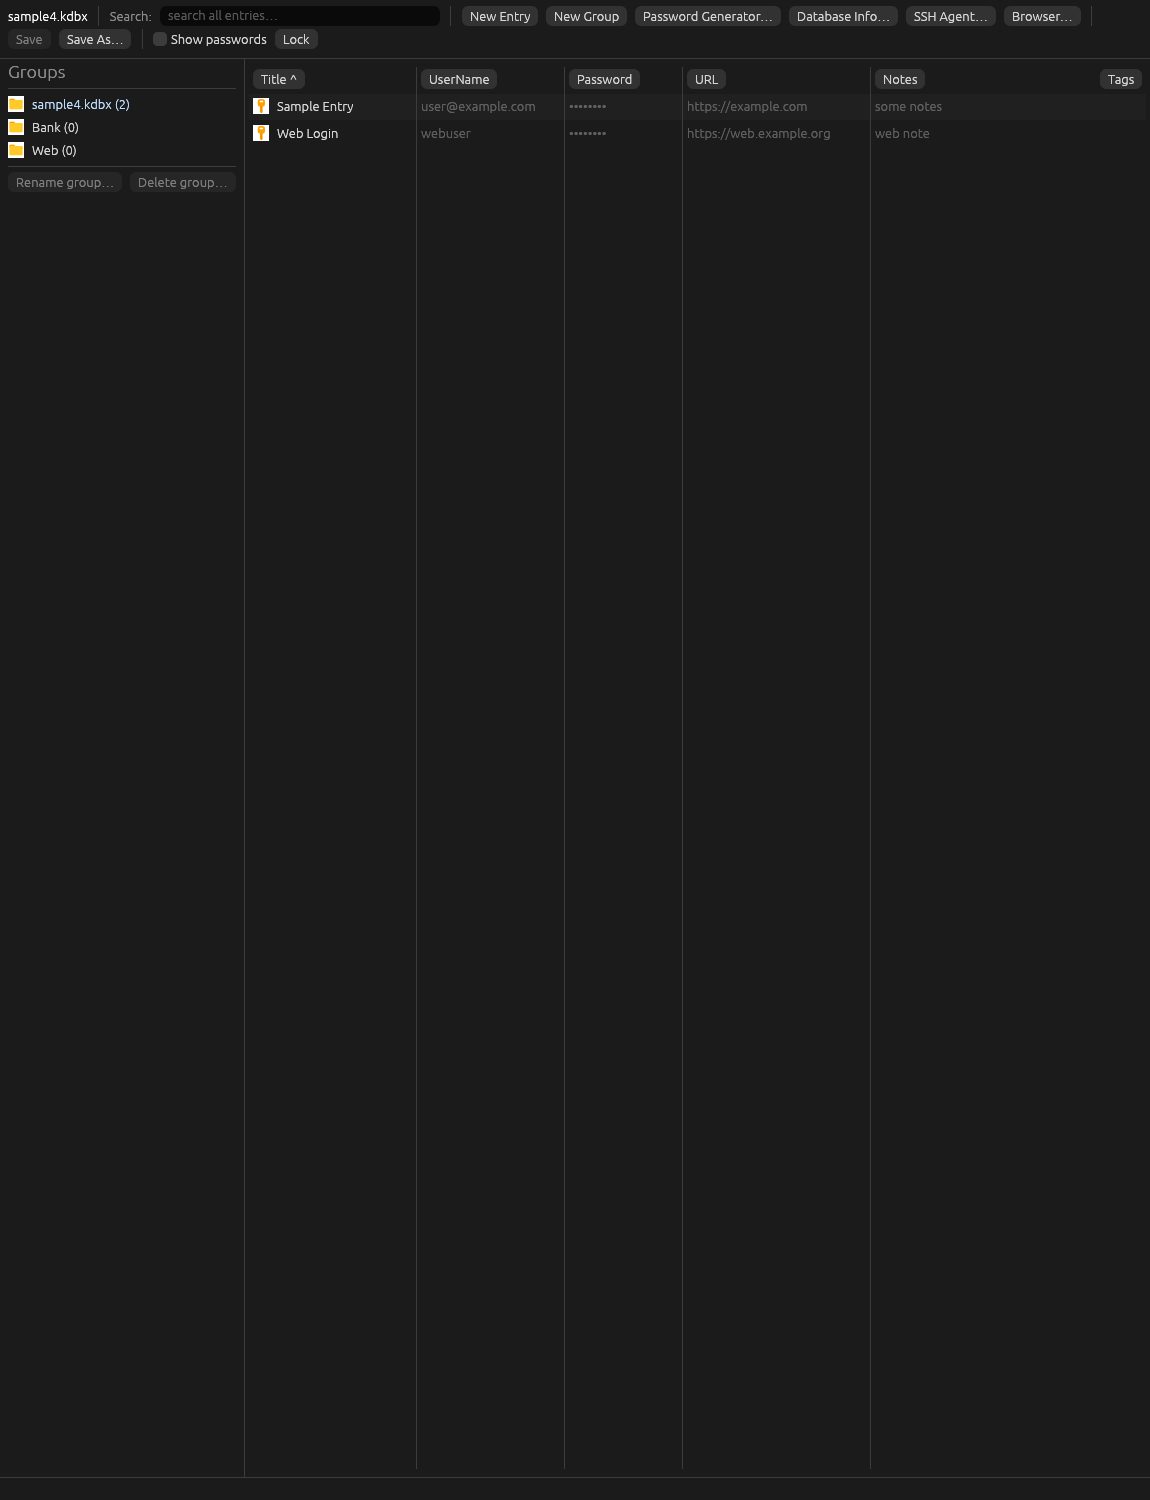 sample4.kdbx Search: search all entries... New Entry New Group Password Generator... Database Info... SSH Agent... Browser...
Save Save As... Show passwords Lock
Groups
sample4.kdbx (2)
Bank (0)
Web (0)
Rename group... Delete group...
Title ^ UserName Password URL Notes Tags
Sample Entry user@example.com •••••••• https://example.com some notes
Web Login webuser •••••••• https://web.example.org web note